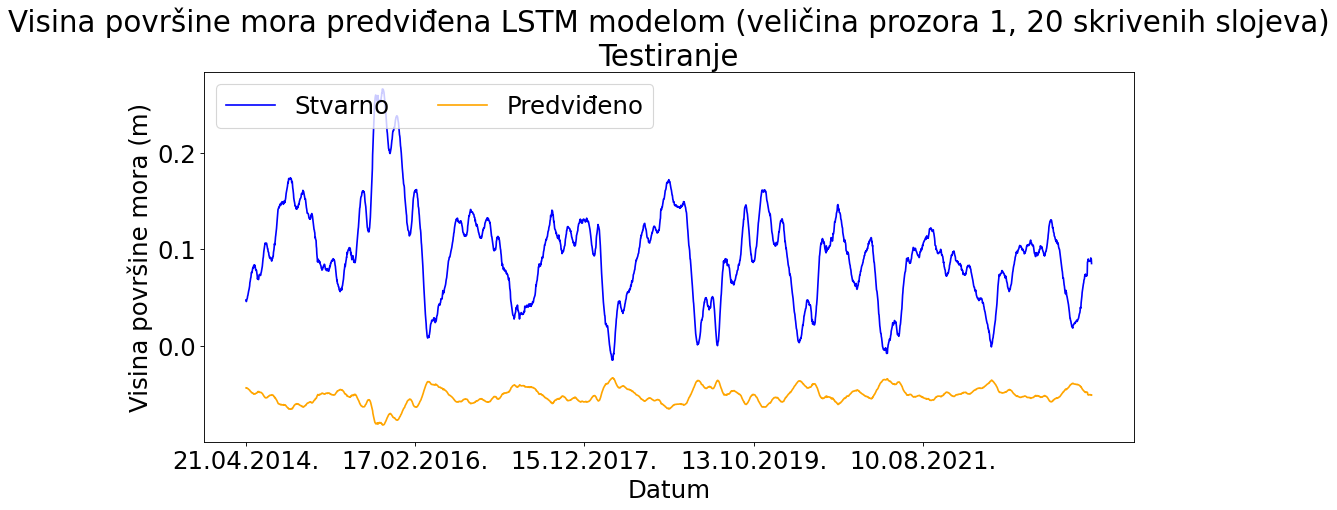 Visina površine mora predviđena LSTM modelom (veličina prozora 1, 20 skrivenih slojeva)
Testiranje
Stvarno Predviđeno
Visina površine mora (m)
0.2
0.1
0.0
21.04.2014. 17.02.2016. 15.12.2017. 13.10.2019. 10.08.2021.
Datum